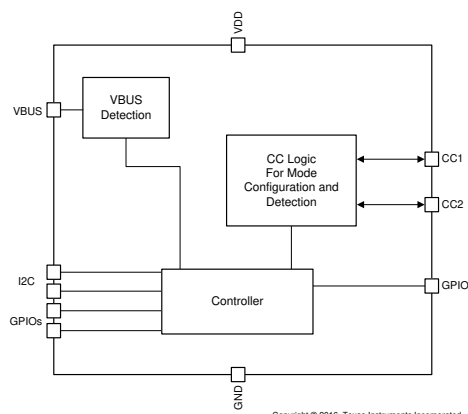 VDD
VBUS
VBUS
Detection
CC Logic
For Mode
Configuration and
Detection
CC1
CC2
I2C
GPIOs
Controller
GPIO
GND
Copyright © 2016, Texas Instruments Incorporated